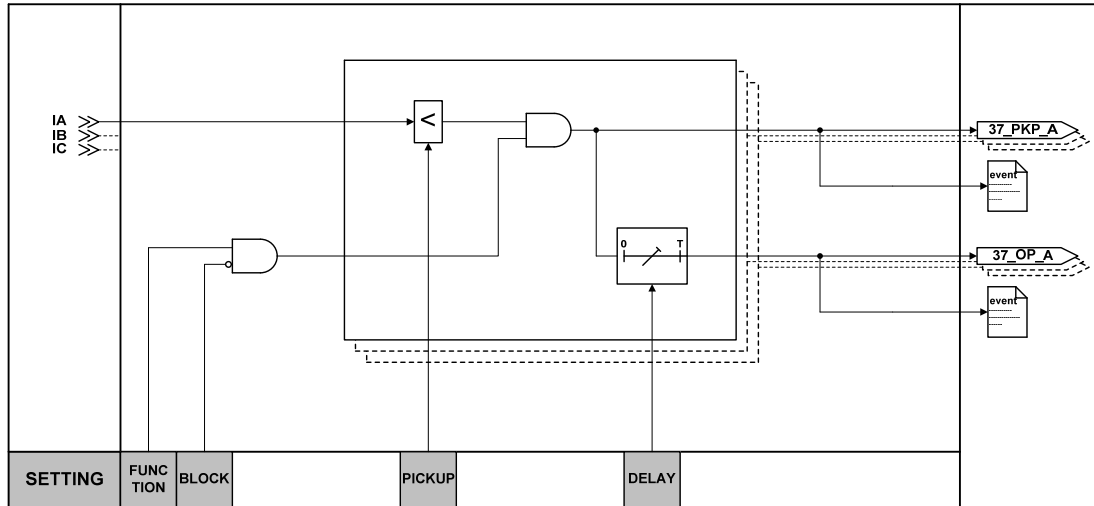 IA
IB
IC
<
37_PKP_A
event
0 T
37_OP_A
event
SETTING
FUNC
TION
BLOCK
PICKUP
DELAY